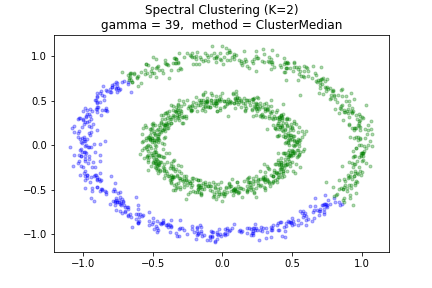 Spectral Clustering (K=2)
gamma = 39,  method = ClusterMedian
1.0
0.5
0.0
−0.5
−1.0
−1.0 −0.5 0.0 0.5 1.0